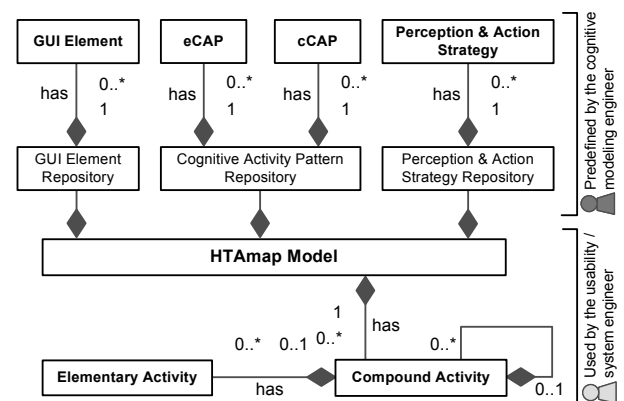 GUI Element
eCAP
cCAP
Perception & Action
Strategy
has
0..*
1
has
0..*
1
has
0..*
1
has
0..*
1
GUI Element
Repository
Cognitive Activity Pattern
Repository
Perception & Action
Strategy Repository
Predefined by the cognitive
modeling engineer
HTAmap Model
1
0..*
has
0..*
0..1
0..*
Elementary Activity
has
Compound Activity
0..1
Used by the usability /
system engineer